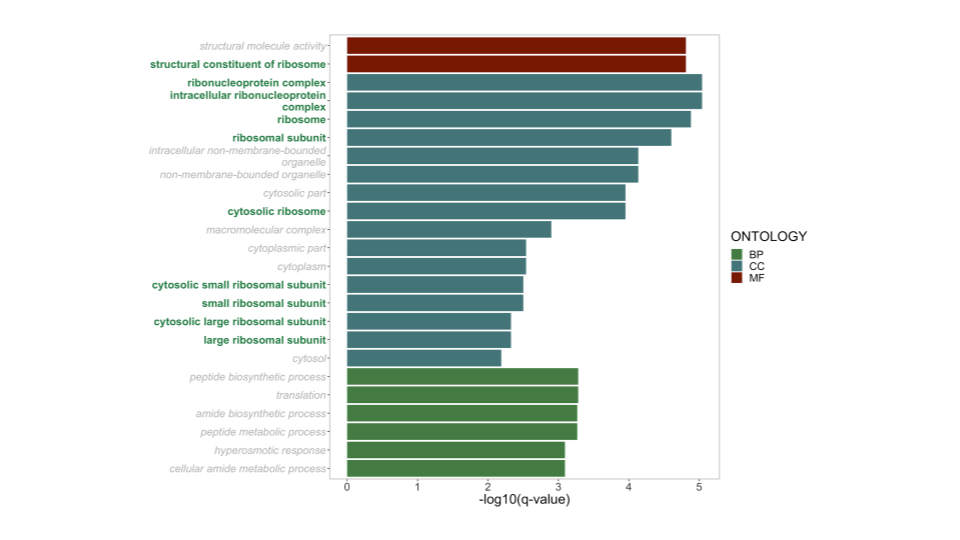 structural molecule activity
structural constituent of ribosome
ribonucleoprotein complex
intracellular ribonucleoprotein
complex
ribosome
ribosomal subunit
intracellular non-membrane-bounded
organelle
non-membrane-bounded organelle
cytosolic part
cytosolic ribosome
macromolecular complex
cytoplasmic part
cytoplasm
cytosolic small ribosomal subunit
small ribosomal subunit
cytosolic large ribosomal subunit
large ribosomal subunit
cytosol
peptide biosynthetic process
translation
amide biosynthetic process
peptide metabolic process
hyperosmotic response
cellular amide metabolic process
0 1 2 3 4 5
-log10(q-value)
ONTOLOGY
BP
CC
MF